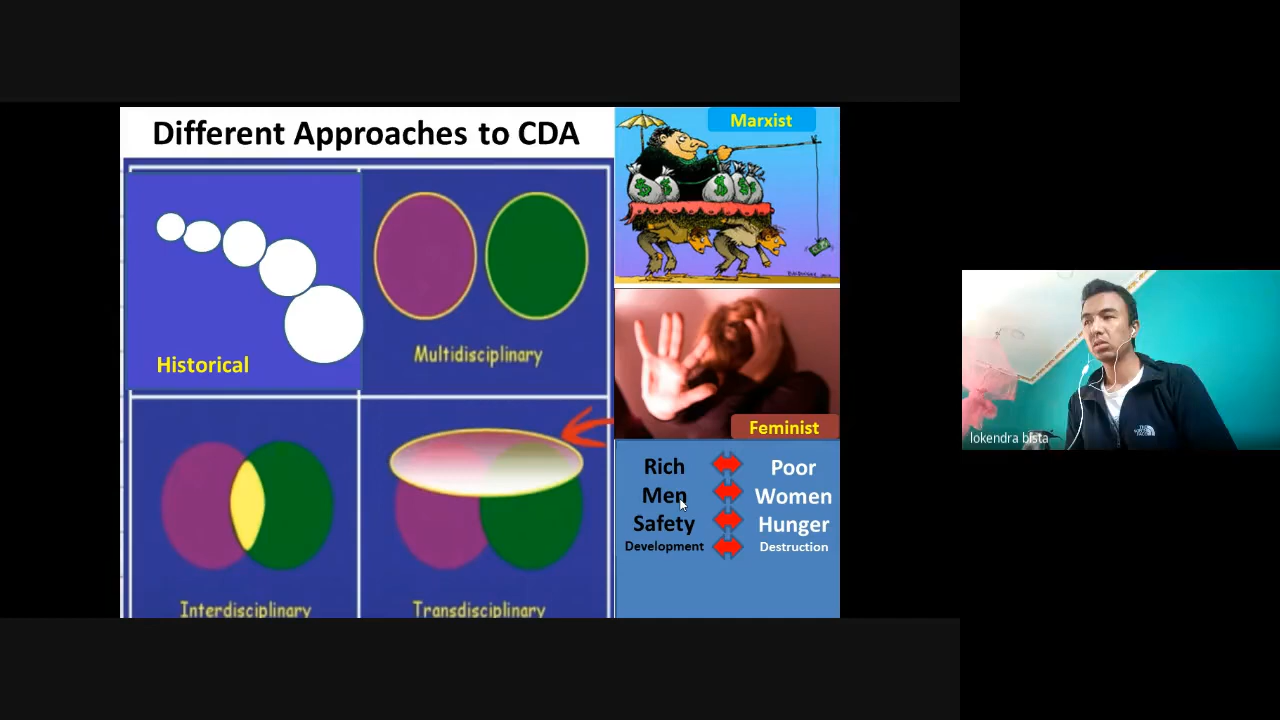 Different Approaches to CDA
Historical
Multidisciplinary
Interdisciplinary
Transdisciplinary
Marxist
Feminist
Rich Poor
Men Women
Safety Hunger
Development Destruction
lokendra bista